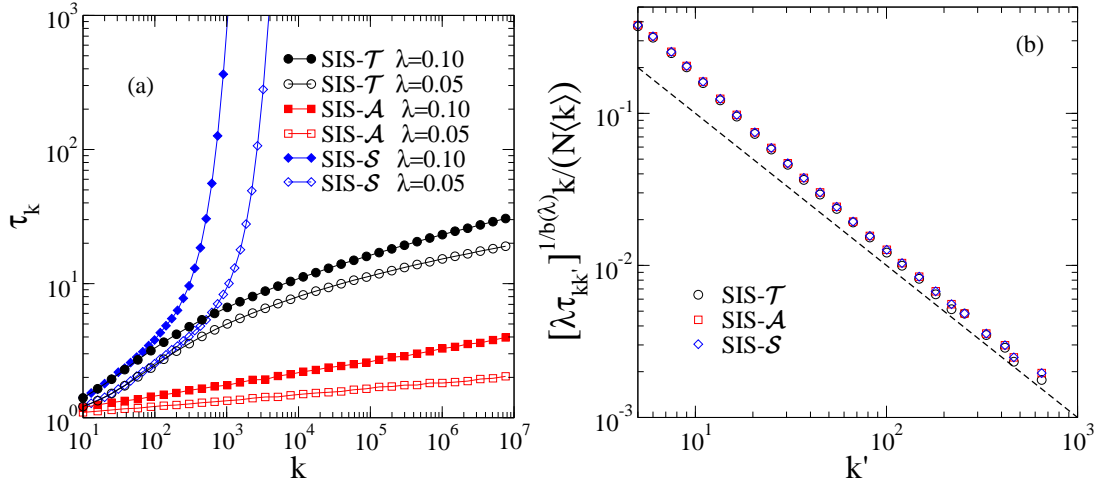 (a)
SIS-𝒯 λ=0.10
SIS-𝒯 λ=0.05
SIS-𝒜 λ=0.10
SIS-𝒜 λ=0.05
SIS-𝒮 λ=0.10
SIS-𝒮 λ=0.05
τ_k
10^3
10^2
10^1
10^0
10^1 10^2 10^3 10^4 10^5 10^6 10^7
k
(b)
[λτ_kk']^1/b(λ) k/(N⟨k⟩)
10^-1
10^-2
10^-3
SIS-𝒯
SIS-𝒜
SIS-𝒮
10^1 10^2 10^3
k'